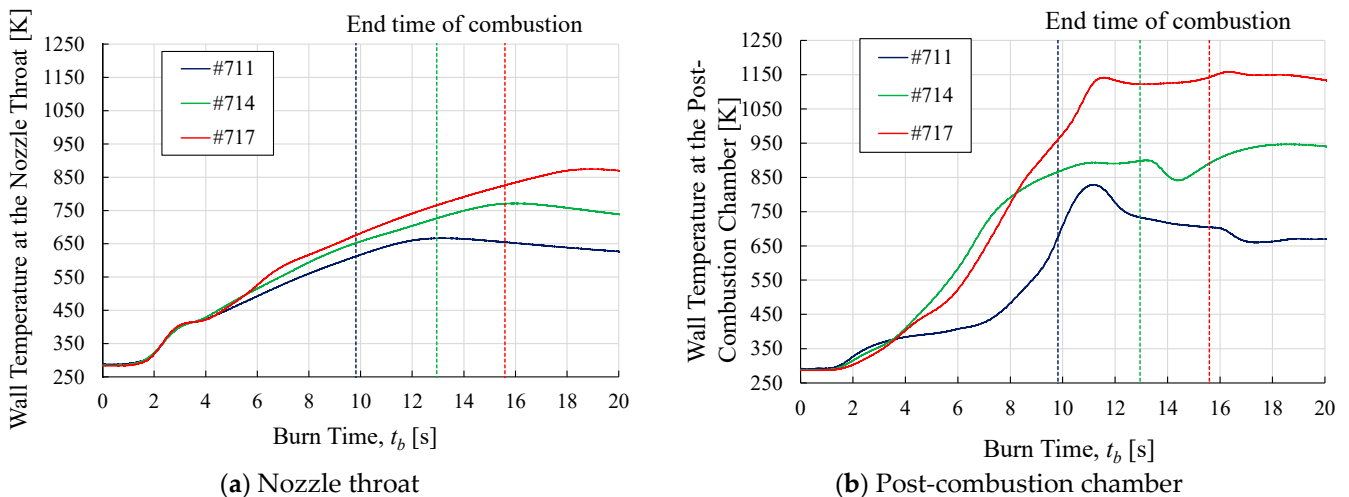 Wall Temperature at the Nozzle Throat [K]
End time of combustion
1250
1150
1050
950
850
750
650
550
450
350
250
#711
#714
#717
0 2 4 6 8 10 12 14 16 18 20
Burn Time, t_b [s]
(a) Nozzle throat
Wall Temperature at the Post-
Combustion Chamber [K]
End time of combustion
1250
1150
1050
950
850
750
650
550
450
350
250
#711
#714
#717
0 2 4 6 8 10 12 14 16 18 20
Burn Time, t_b [s]
(b) Post-combustion chamber